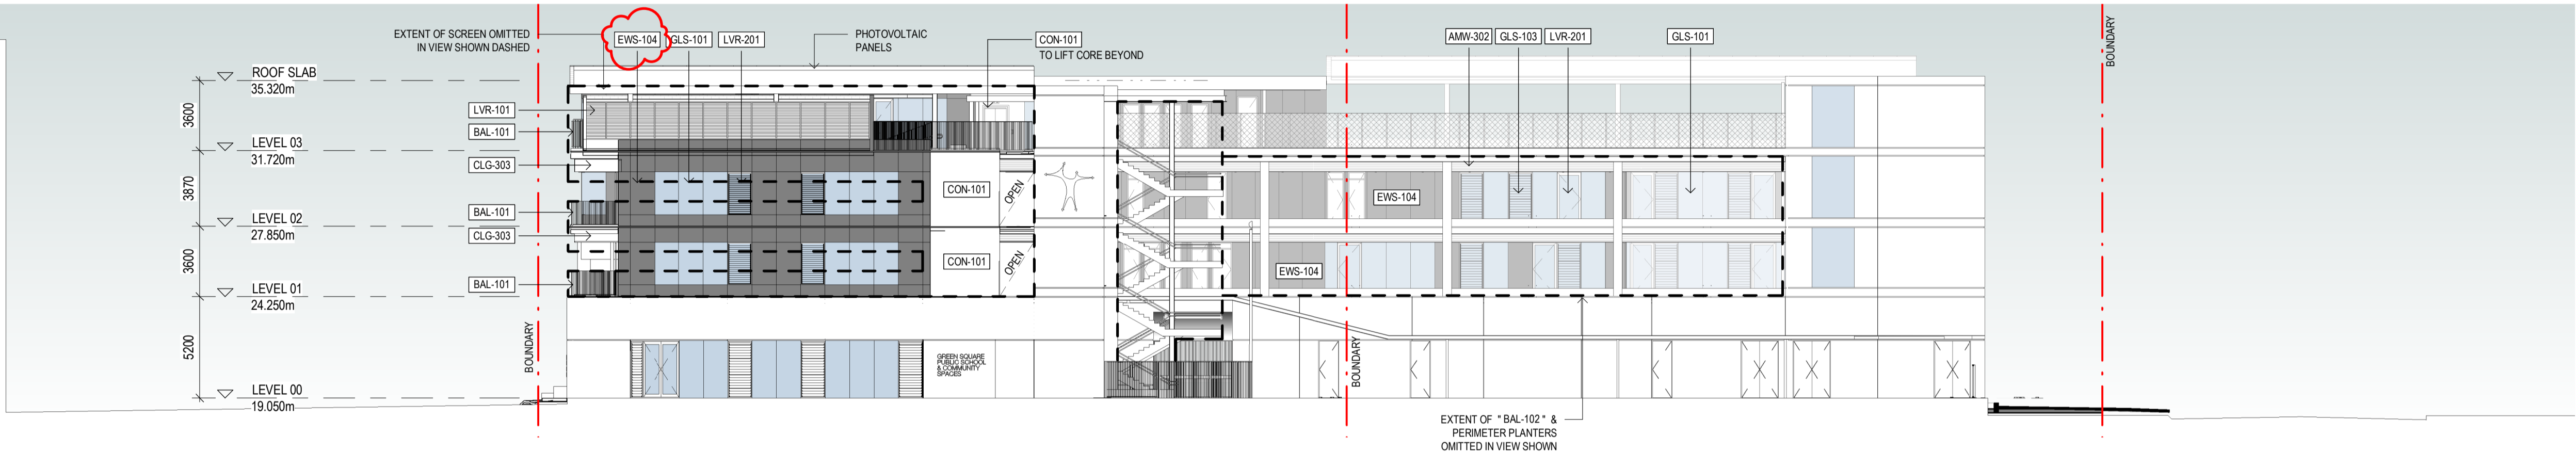 EXTENT OF SCREEN OMITTED
IN VIEW SHOWN DASHED
EWS-104
GLS-101
LVR-201
PHOTOVOLTAIC
PANELS
CON-101
TO LIFT CORE BEYOND
AMW-302
GLS-103
LVR-201
GLS-101
BOUNDARY
ROOF SLAB
35.320m
3600
LVR-101
BAL-101
LEVEL 03
31.720m
CLG-303
3870
CON-101
OPEN
EWS-104
BAL-101
LEVEL 02
27.850m
CLG-303
3600
CON-101
OPEN
EWS-104
BAL-101
LEVEL 01
24.250m
5200
BOUNDARY
GREEN SQUARE
PUBLIC SCHOOL
& COMMUNITY
SPACES
BOUNDARY
LEVEL 00
19.050m
EXTENT OF "BAL-102" &
PERIMETER PLANTERS
OMITTED IN VIEW SHOWN